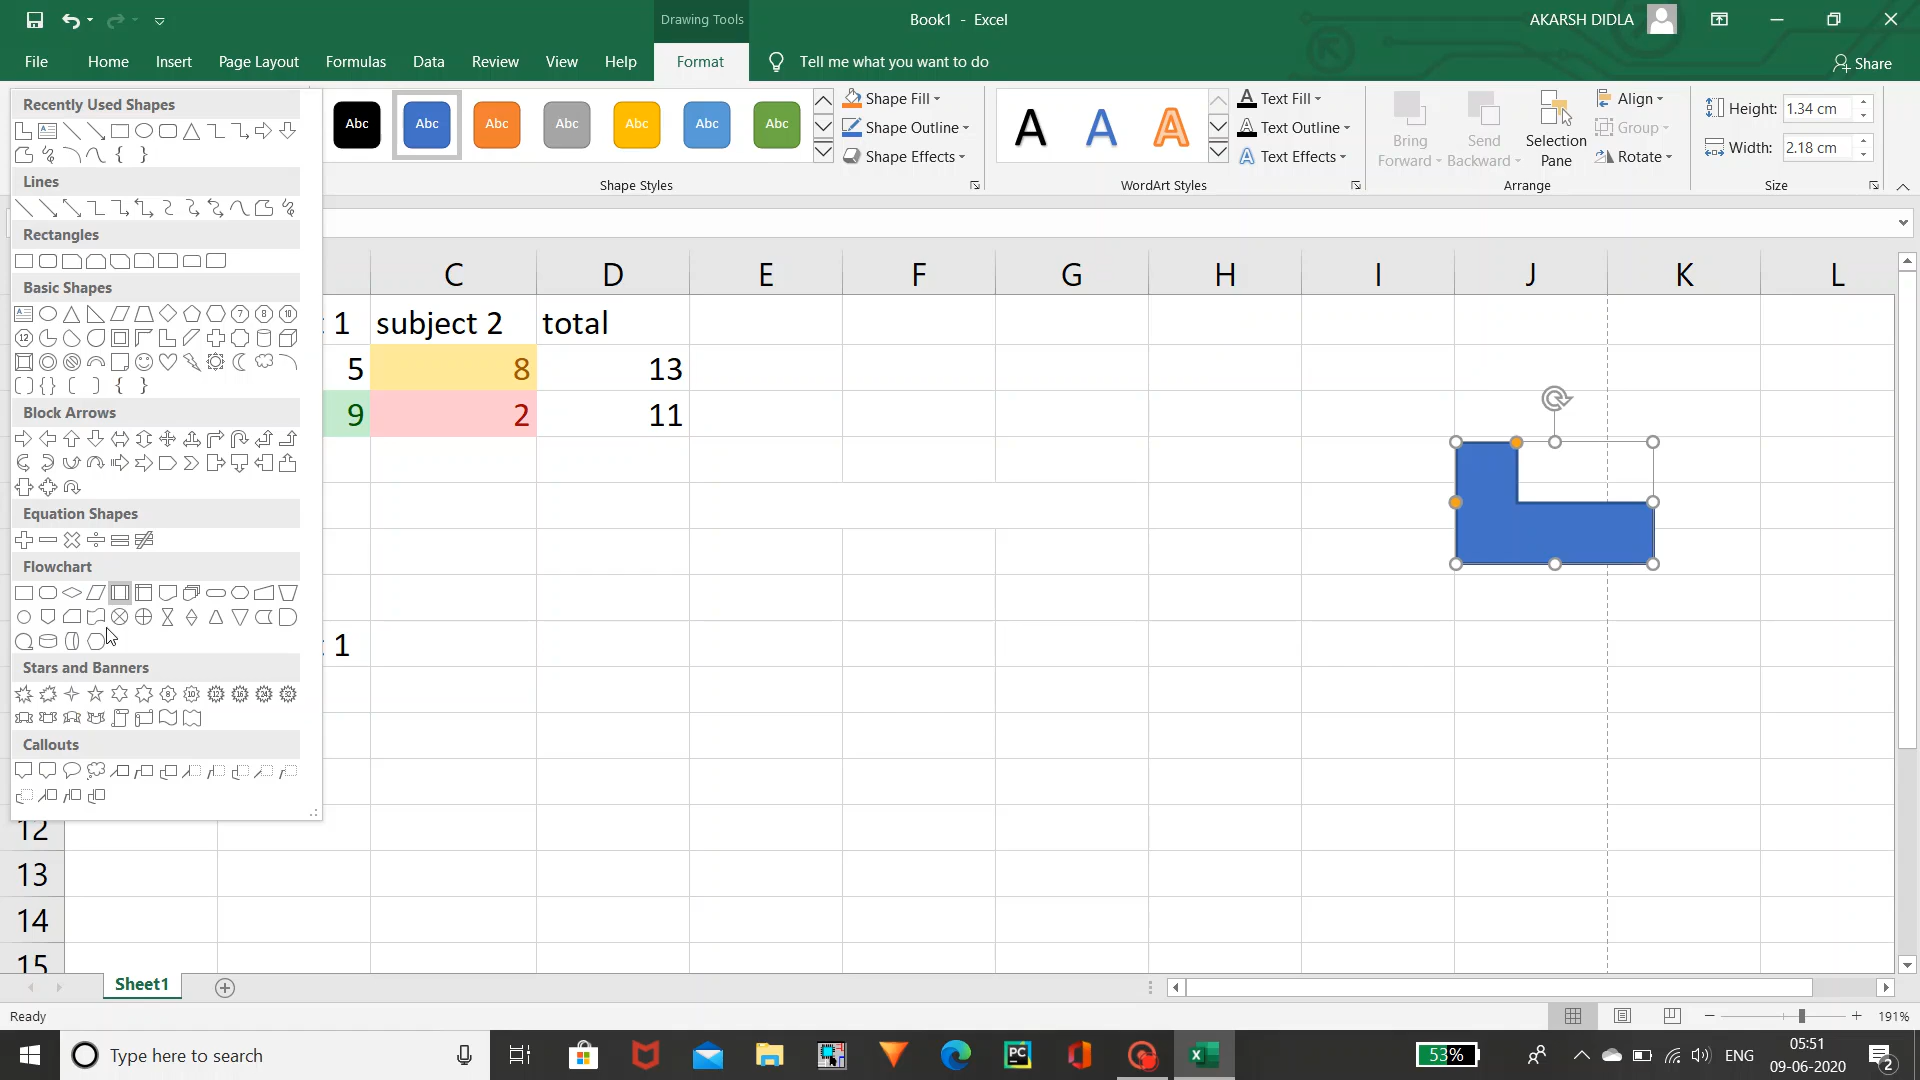 Drawing Tools
Book1 - Excel
AKARSH DIDLA
File
Home
Insert
Page Layout
Formulas
Data
Review
View
Help
Format
Tell me what you want to do
Share
Recently Used Shapes
Lines
Rectangles
Basic Shapes
Block Arrows
Equation Shapes
Flowchart
Stars and Banners
Callouts
Abc
Abc
Abc
Abc
Abc
Abc
Abc
Shape Fill
Shape Outline
Shape Effects
Shape Styles
A A A
Text Fill
Text Outline
Text Effects
WordArt Styles
Bring Forward
Send Backward
Selection Pane
Align
Group
Rotate
Arrange
Height: 1.34 cm
Width: 2.18 cm
Size
C D E F G H I J K L
1 subject 2 total
5 8 13
9 2 11
1
12
13
14
15
Sheet1
Ready
191%
Type here to search
PC
53%
ENG
05:51
09-06-2020
2